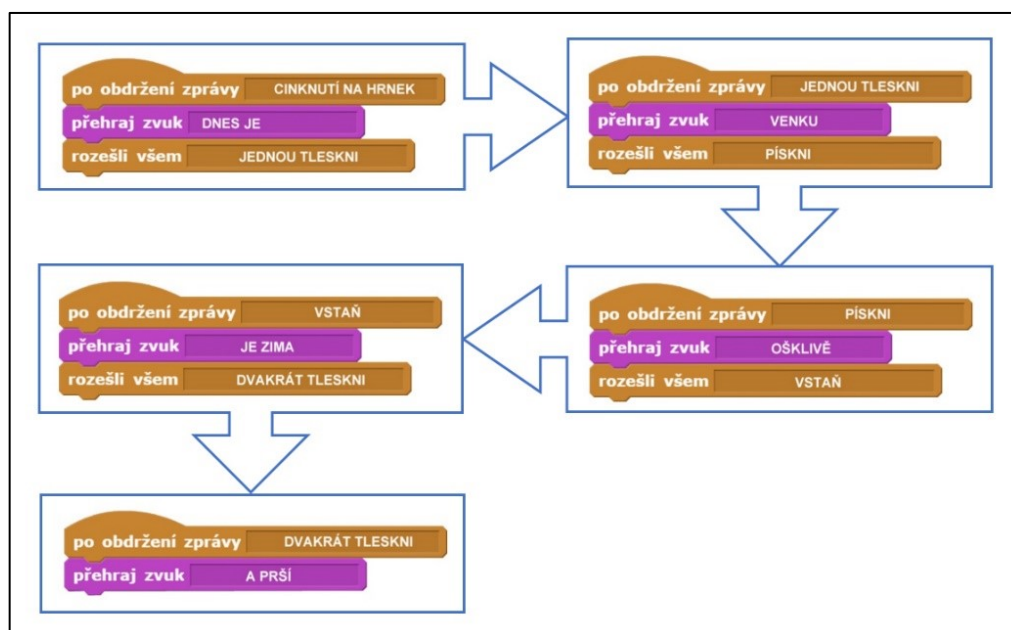 po obdržení zprávy CINKNUTÍ NA HRNEK
přehraj zvuk DNES JE
rozešli všem JEDNOU TLESKNI
po obdržení zprávy JEDNOU TLESKNI
přehraj zvuk VENKU
rozešli všem PÍSKNI
po obdržení zprávy PÍSKNI
přehraj zvuk OŠKLIVĚ
rozešli všem VSTAŇ
po obdržení zprávy VSTAŇ
přehraj zvuk JE ZIMA
rozešli všem DVAKRÁT TLESKNI
po obdržení zprávy DVAKRÁT TLESKNI
přehraj zvuk A PRŠÍ